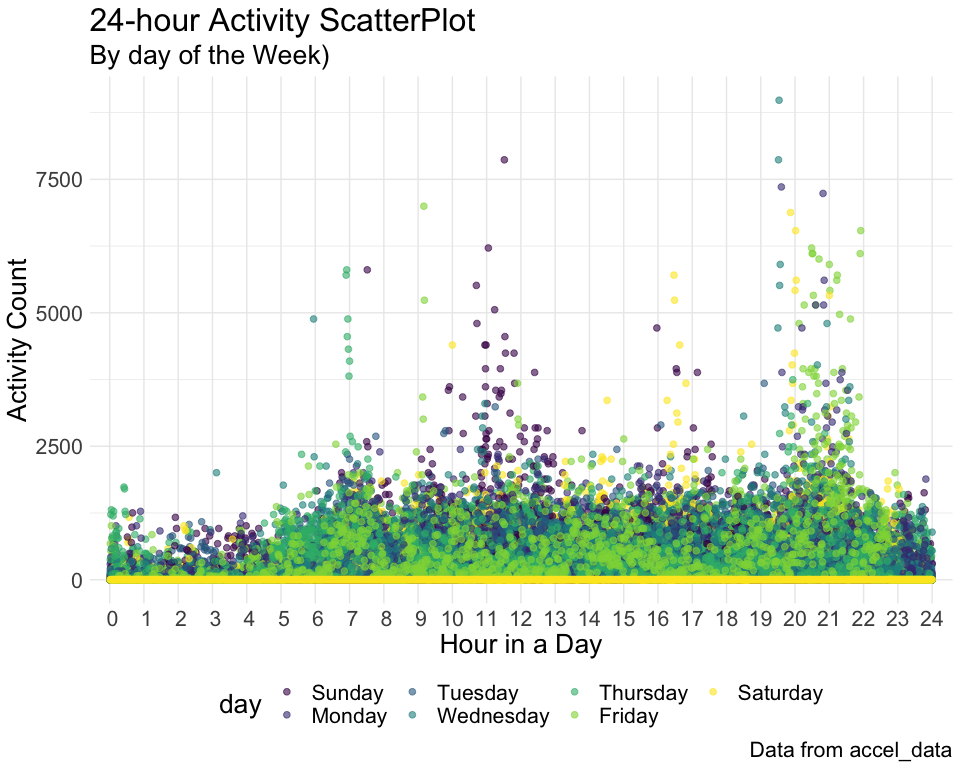 24-hour Activity ScatterPlot
By day of the Week)
Activity Count
7500
5000
2500
0
0 1 2 3 4 5 6 7 8 9 10 11 12 13 14 15 16 17 18 19 20 21 22 23 24
Hour in a Day
day
Sunday Tuesday Thursday Saturday
Monday Wednesday Friday
Data from accel_data